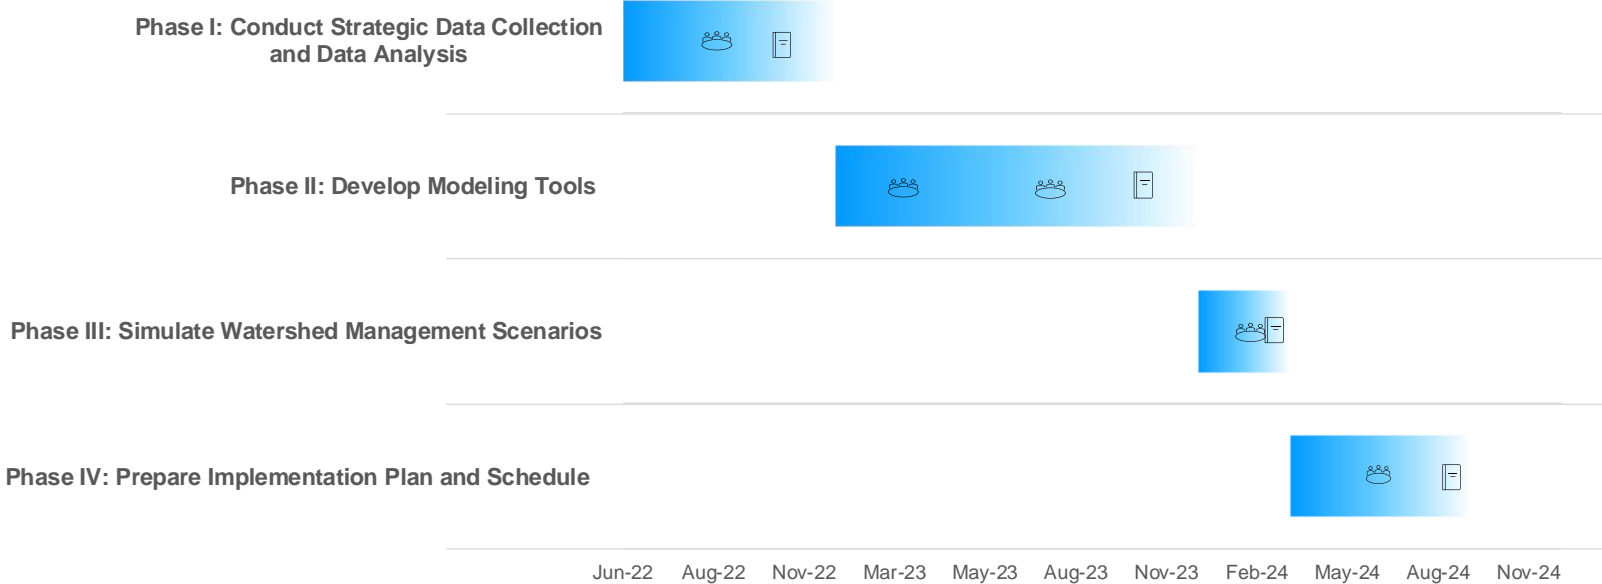 Phase I: Conduct Strategic Data Collection
and Data Analysis
Phase II: Develop Modeling Tools
Phase III: Simulate Watershed Management Scenarios
Phase IV: Prepare Implementation Plan and Schedule
Jun-22 Aug-22 Nov-22 Mar-23 May-23 Aug-23 Nov-23 Feb-24 May-24 Aug-24 Nov-24